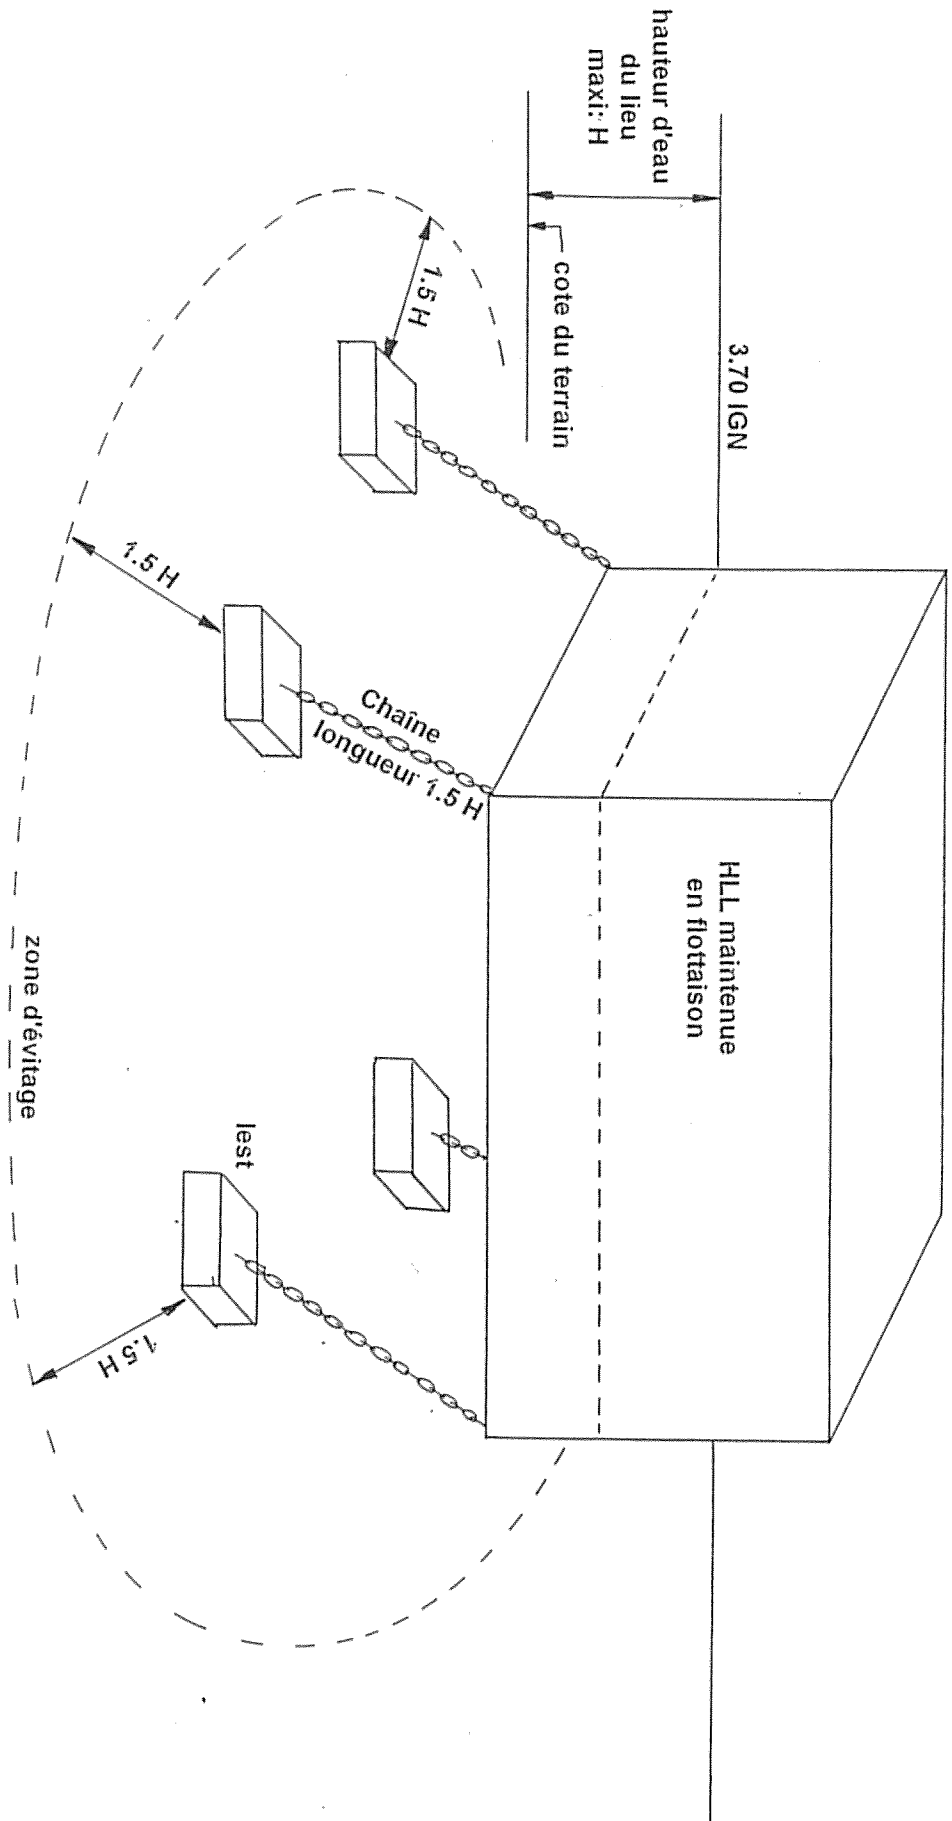 hauteur d'eau
du lieu
maxi: H
3.70 IGN
cote du terrain
1.5 H
HLL maintenue
en flottaison
Chaîne
longueur 1.5 H
1.5 H
lest
1.5 H
zone d'évitage